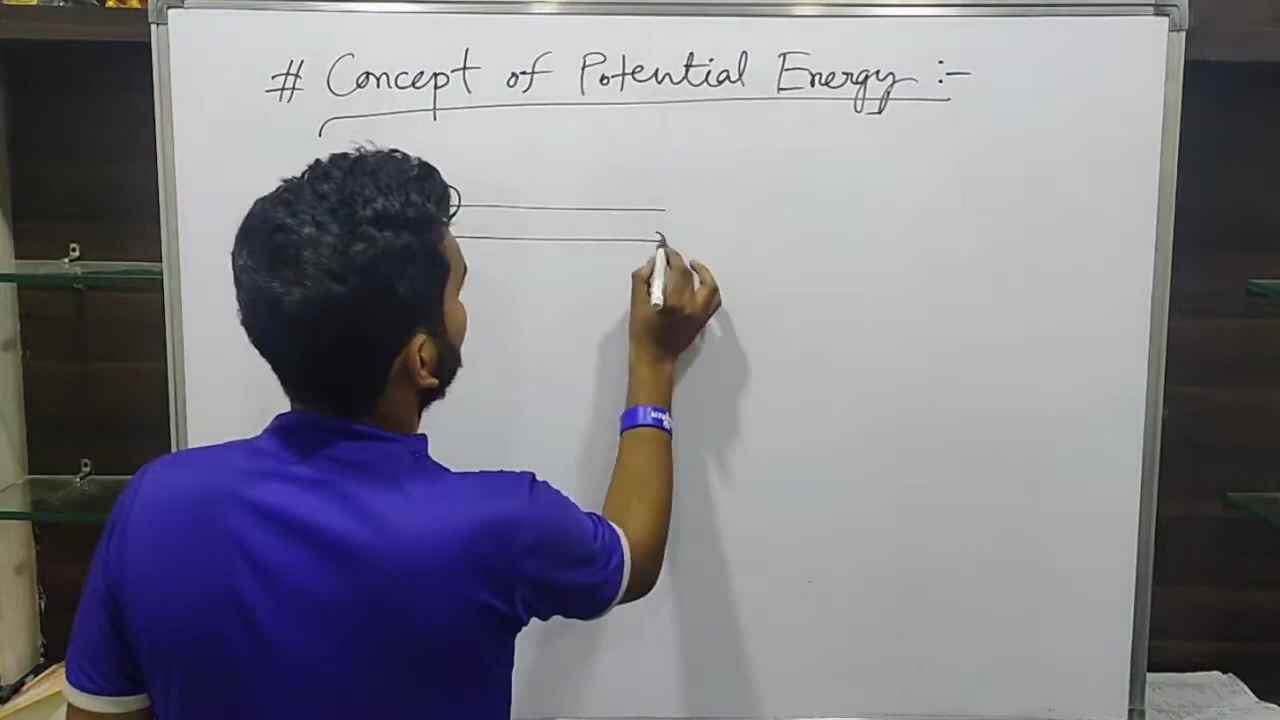 # Concept of Potential Energy :-